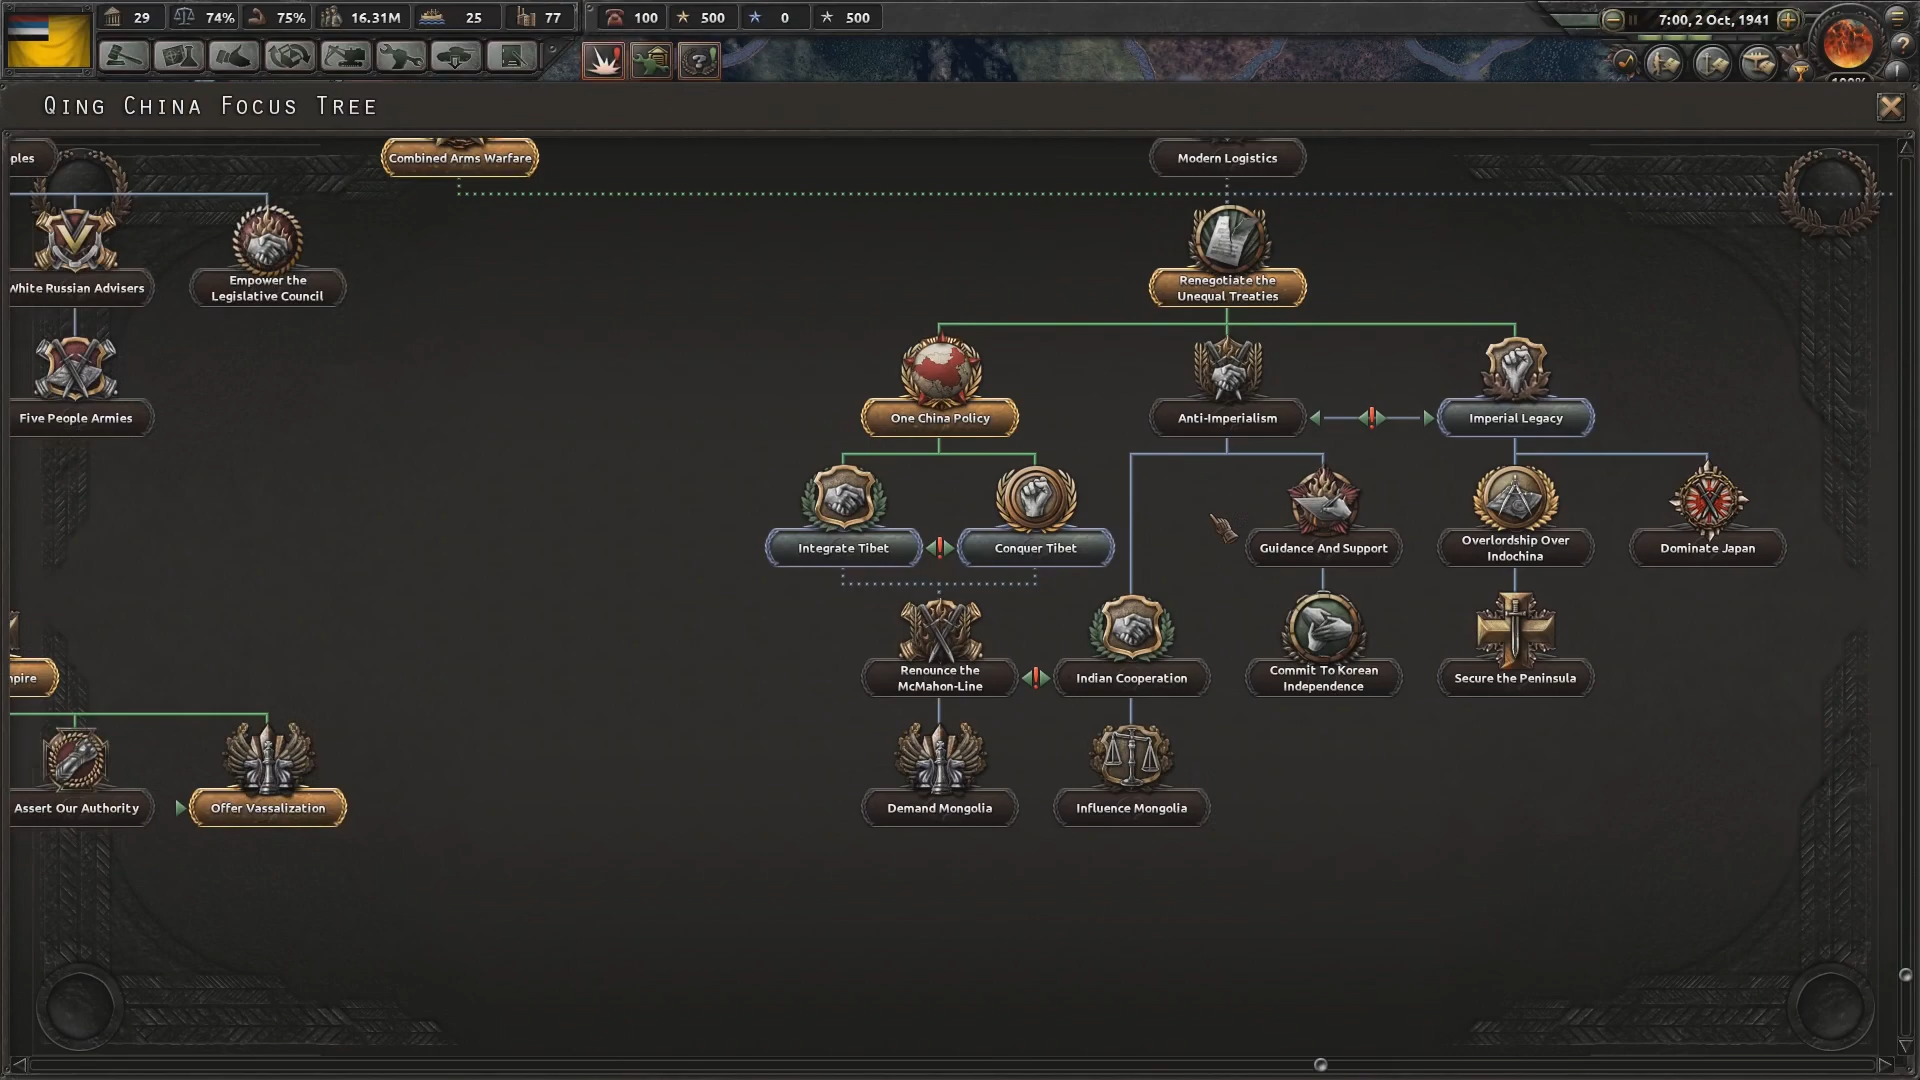 29 74% 75% 16.31M 25 77 100 500 0 500 7:00, 2 Oct, 1941
QING CHINA FOCUS TREE
ples
Combined Arms Warfare
Modern Logistics
White Russian Advisers
Empower the
Legislative Council
Renegotiate the
Unequal Treaties
Five People Armies
One China Policy
Anti-Imperialism
Imperial Legacy
Integrate Tibet
Conquer Tibet
Guidance And Support
Overlordship Over
Indochina
Dominate Japan
npire
Renounce the
McMahon-Line
Indian Cooperation
Commit To Korean
Independence
Secure the Peninsula
Assert Our Authority
Offer Vassalization
Demand Mongolia
Influence Mongolia